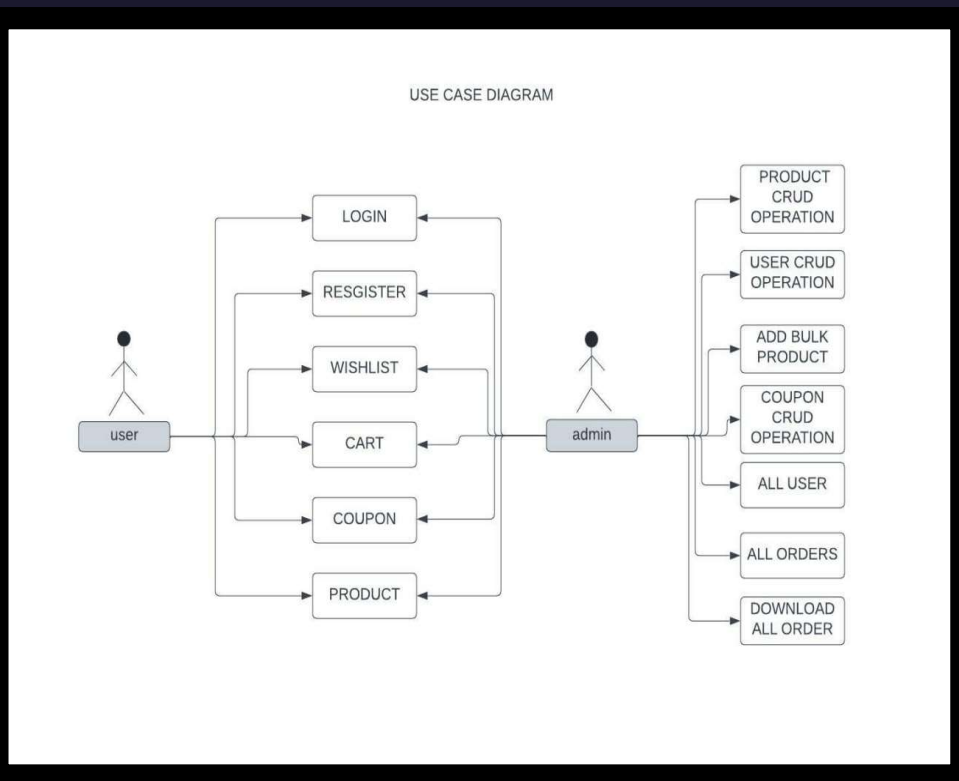 USE CASE DIAGRAM
LOGIN
RESGISTER
WISHLIST
CART
COUPON
PRODUCT
user
admin
PRODUCT
CRUD
OPERATION
USER CRUD
OPERATION
ADD BULK
PRODUCT
COUPON
CRUD
OPERATION
ALL USER
ALL ORDERS
DOWNLOAD
ALL ORDER